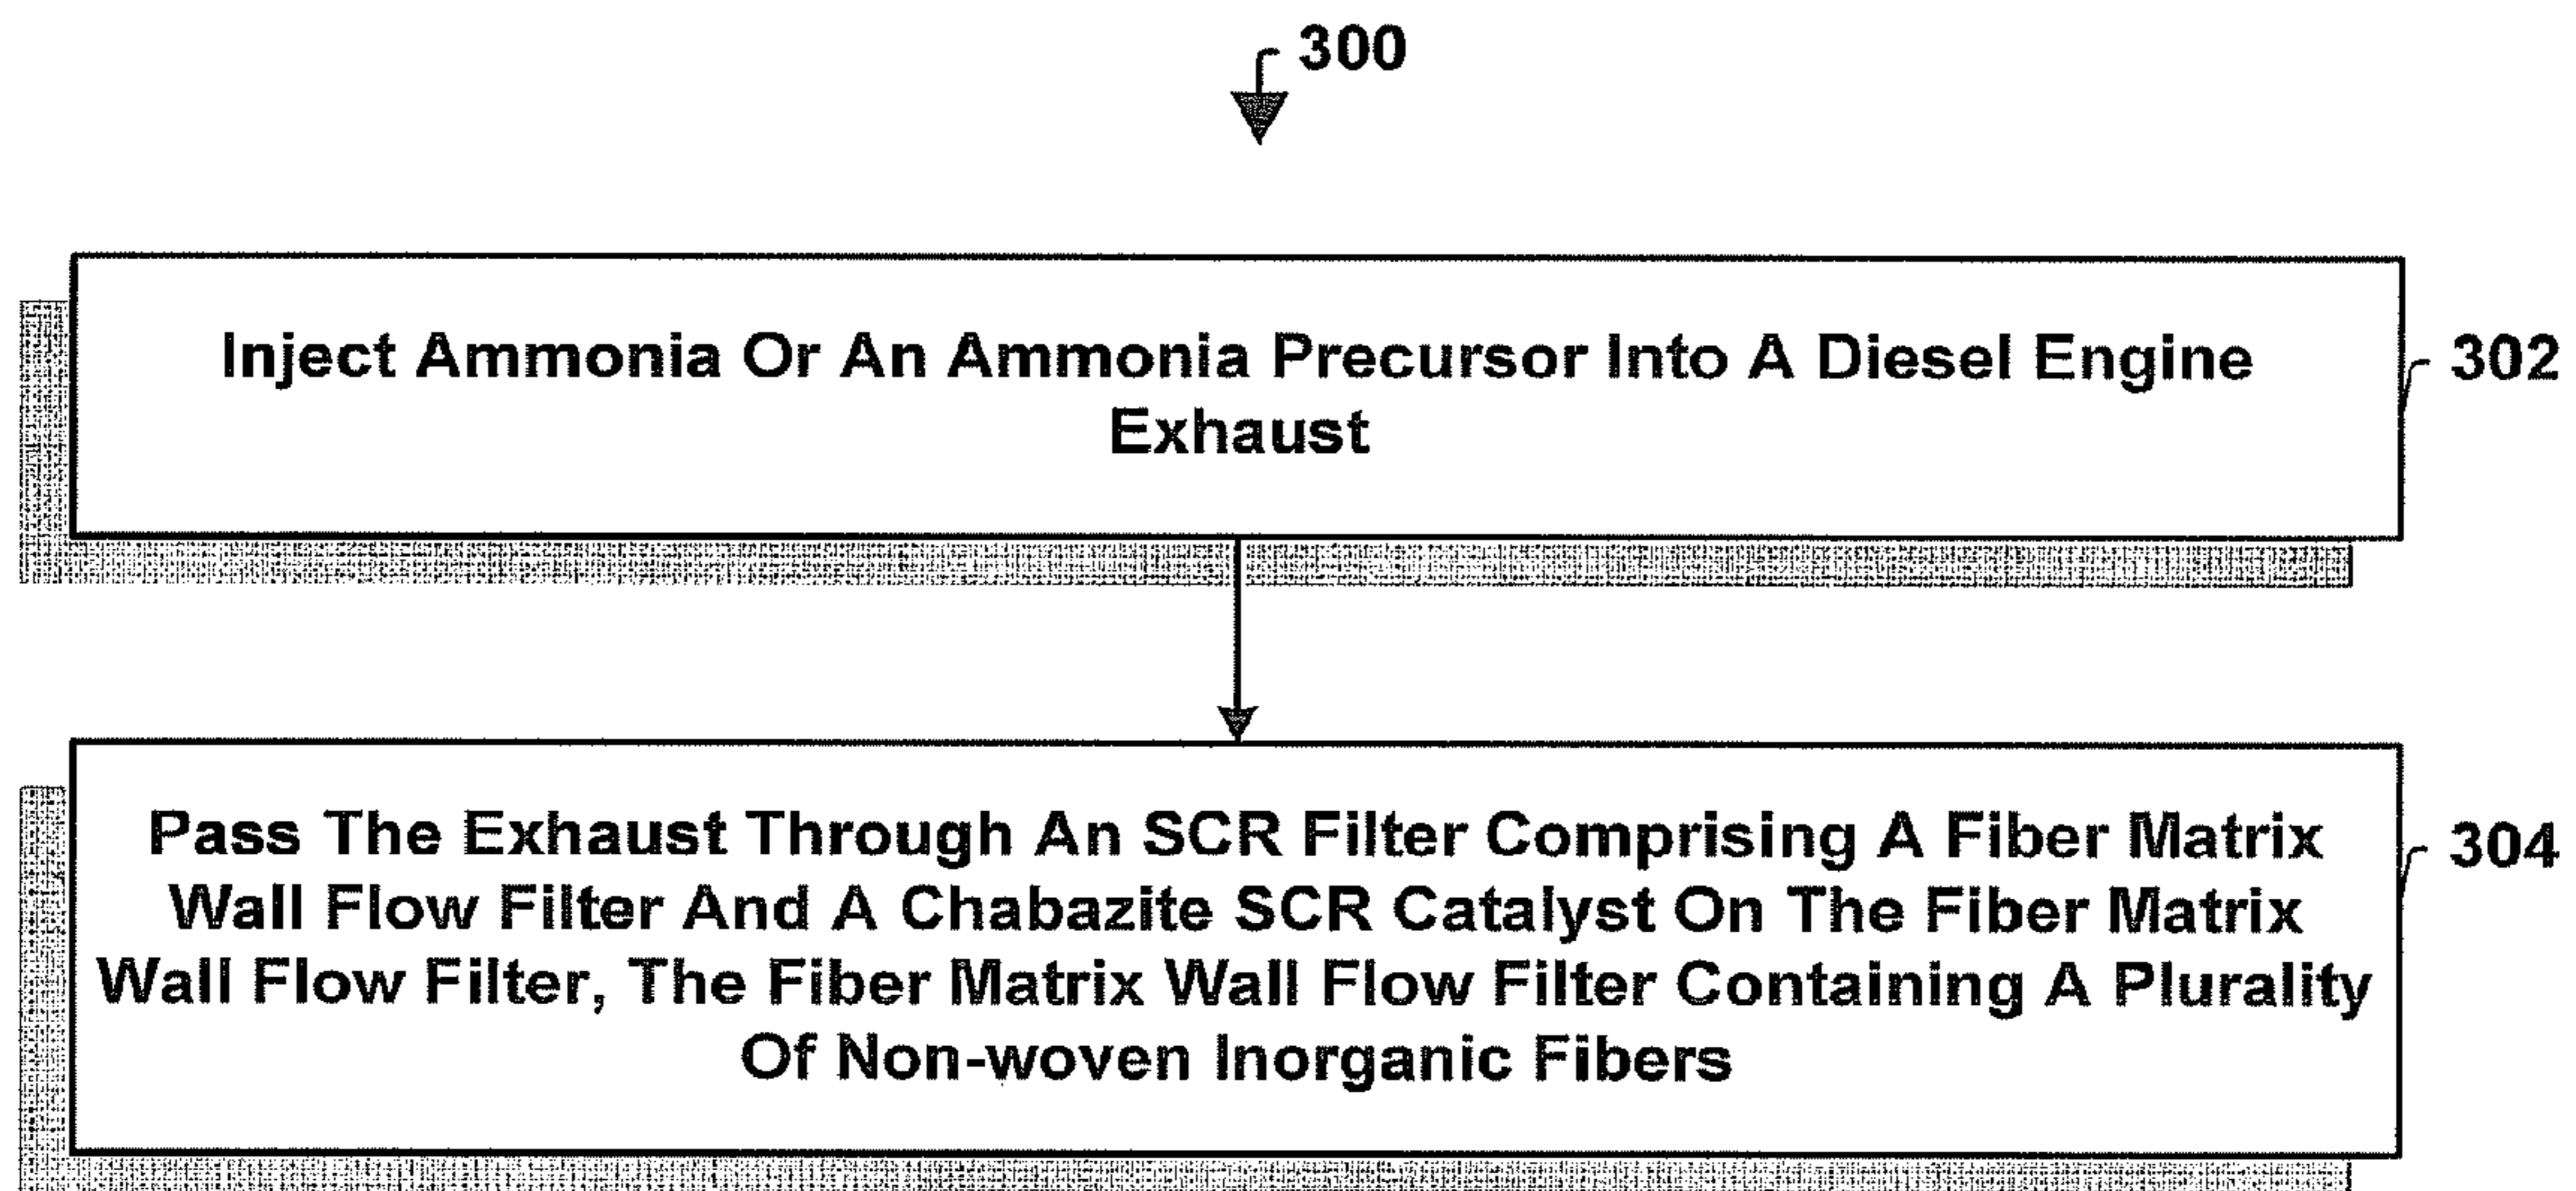 300
Inject Ammonia Or An Ammonia Precursor Into A Diesel Engine
Exhaust
302
Pass The Exhaust Through An SCR Filter Comprising A Fiber Matrix
Wall Flow Filter And A Chabazite SCR Catalyst On The Fiber Matrix
Wall Flow Filter, The Fiber Matrix Wall Flow Filter Containing A Plurality
Of Non-woven Inorganic Fibers
304